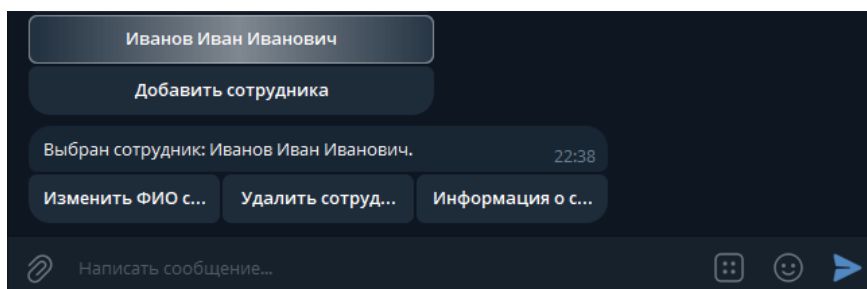 Иванов Иван Иванович
Добавить сотрудника
Выбран сотрудник: Иванов Иван Иванович.
22:38
Изменить ФИО с... Удалить сотруд... Информация о с...
Написать сообщение...